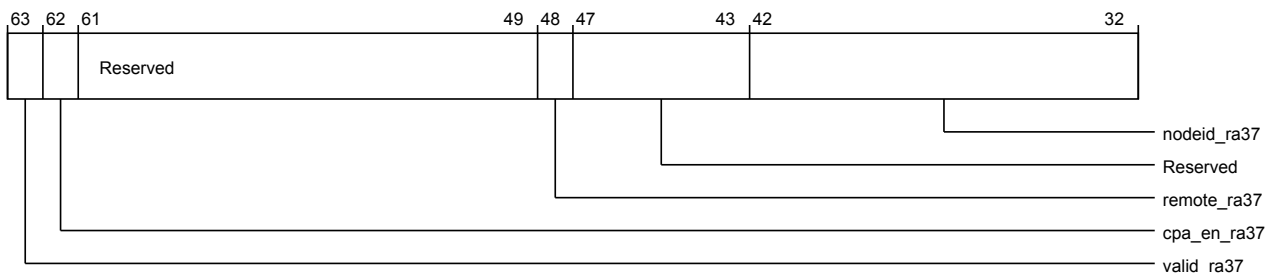 63 62 61 49 48 47 43 42 32
Reserved
nodeid_ra37
Reserved
remote_ra37
cpa_en_ra37
valid_ra37